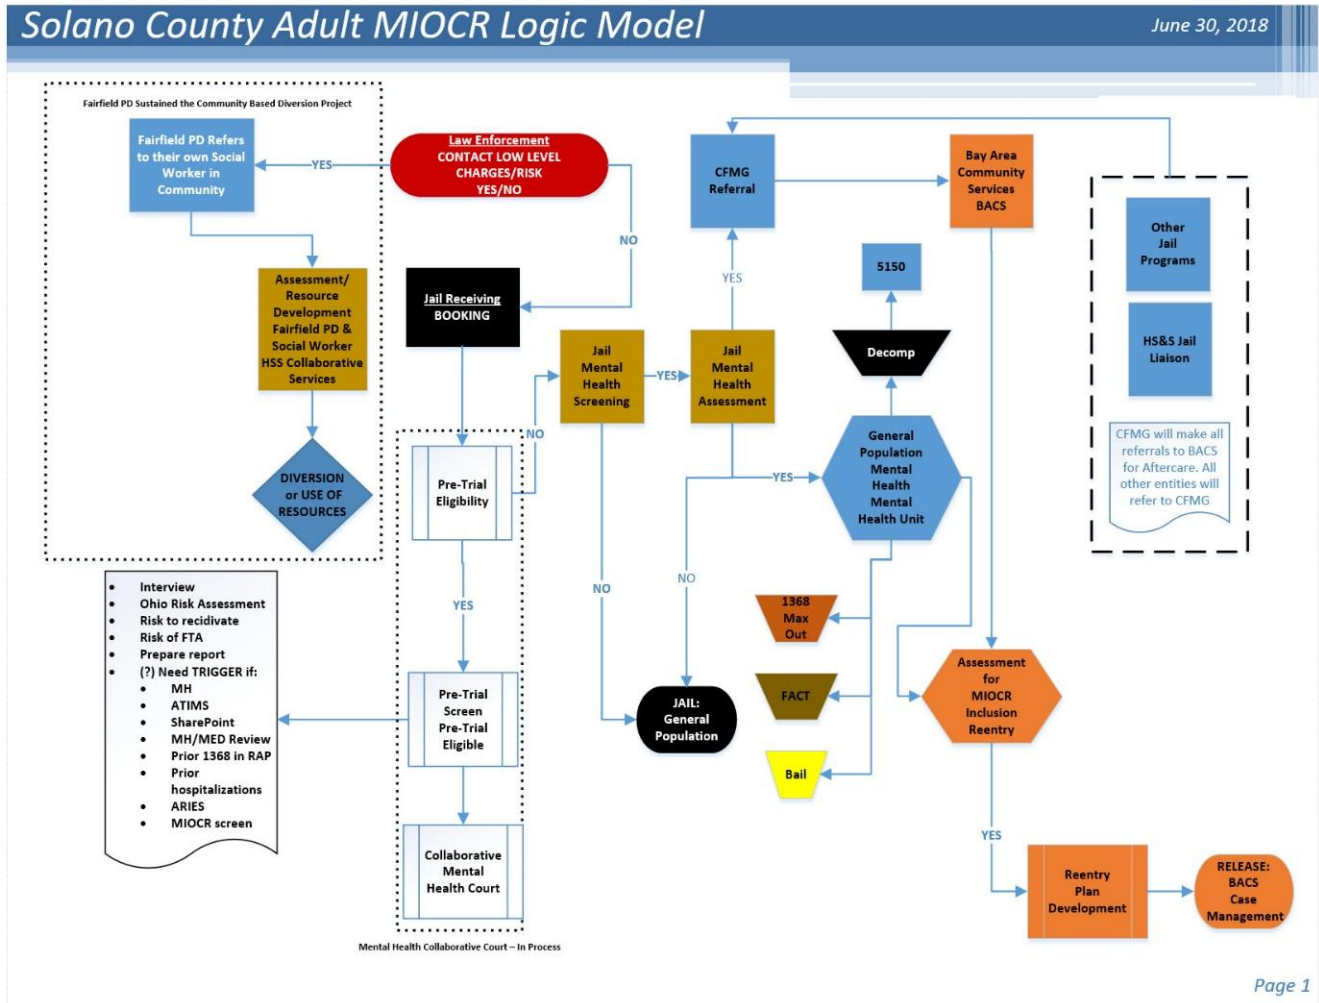 Solano County Adult MIOCR Logic Model
June 30, 2018
Fairfield PD Sustained the Community Based Diversion Project
Fairfield PD Refers
to their own Social
Worker in
Community
YES
Law Enforcement
CONTACT LOW LEVEL
CHARGES/RISK
YES/NO
NO
Assessment/
Resource
Development
Fairfield PD &
Social Worker
HSS Collaborative
Services
DIVERSION
or USE OF
RESOURCES
Jail Receiving
BOOKING
Pre-Trial
Eligibility
NO
YES
Pre-Trial
Screen
Pre-Trial
Eligible
Collaborative
Mental
Health Court
Mental Health Collaborative Court – In Process
• Interview
• Ohio Risk Assessment
• Risk to recidivate
• Risk of FTA
• Prepare report
• (?) Need TRIGGER if:
• MH
• ATIMS
• SharePoint
• MH/MED Review
• Prior 1368 in RAP
• Prior
hospitalizations
• ARIES
• MIOCR screen
Jail
Mental
Health
Screening
YES
NO
Jail
Mental
Health
Assessment
YES
YES
NO
JAIL:
General
Population
CFMG
Referral
Bay Area
Community
Services
BACS
5150
Decomp
General
Population
Mental
Health
Mental
Health Unit
1368
Max
Out
FACT
Bail
Other
Jail
Programs
HS&S Jail
Liaison
CFMG will make all
referrals to BACS
for Aftercare. All
other entities will
refer to CFMG
Assessment
for
MIOCR
Inclusion
Reentry
YES
Reentry
Plan
Development
RELEASE:
BACS
Case
Management
Page 1